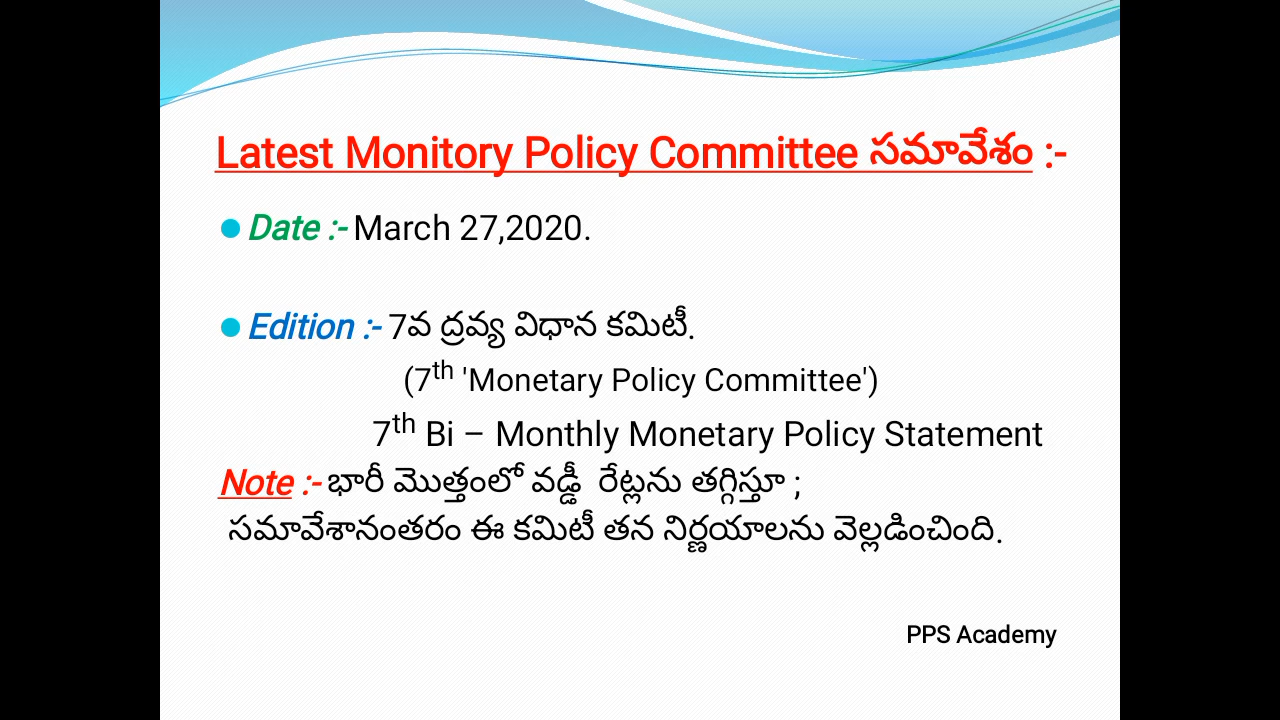 Latest Monitory Policy Committee సమావేశం :-
Date :- March 27,2020.
Edition :- 7వ ద్రవ్య విధాన కమిటీ.
(7th 'Monetary Policy Committee')
7th Bi – Monthly Monetary Policy Statement
Note :- భారీ మొత్తంలో వడ్డీ రేట్లను తగ్గిస్తూ ;
సమావేశానంతరం ఈ కమిటీ తన నిర్ణయాలను వెల్లడించింది.
PPS Academy